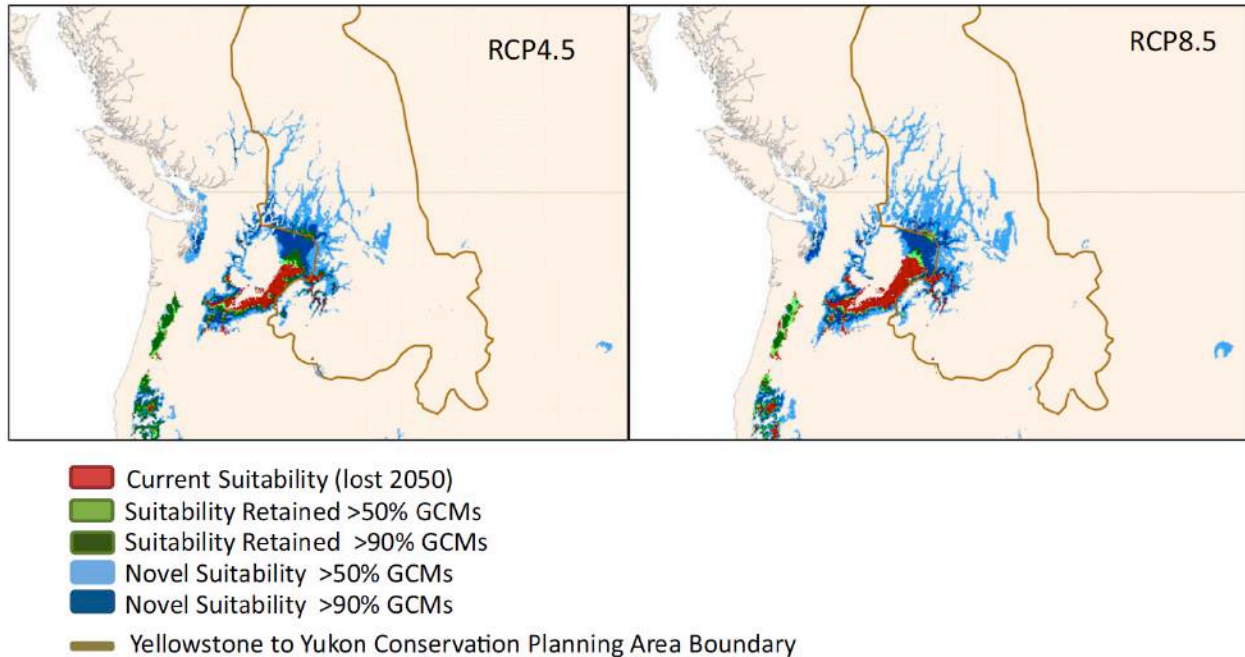 RCP4.5
RCP8.5
Current Suitability (lost 2050)
Suitability Retained >50% GCMs
Suitability Retained >90% GCMs
Novel Suitability >50% GCMs
Novel Suitability >90% GCMs
Yellowstone to Yukon Conservation Planning Area Boundary